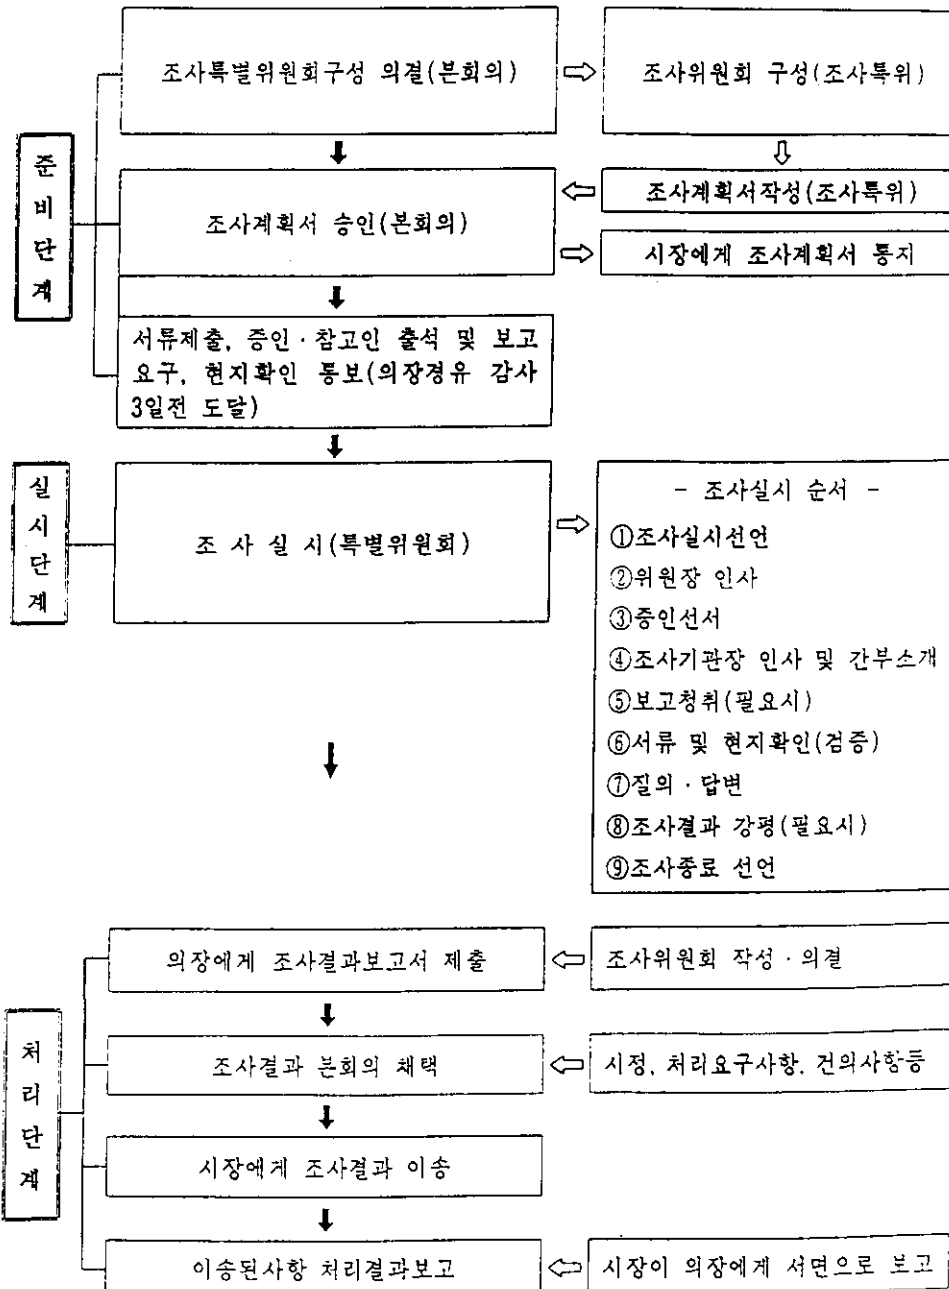 조사특별위원회구성 의결(본회의)
조사위원회 구성(조사특위)
준
비
단
계
조사계획서작성(조사특위)
조사계획서 승인(본회의)
시장에게 조사계획서 통지
서류제출, 증인·참고인 출석 및 보고
요구, 현지확인 통보(의장경유 감사
3일전 도달)
실
시
단
계
조 사 실 시(특별위원회)
- 조사실시 순서 -
①조사실시선언
②위원장 인사
③증인선서
④조사기관장 인사 및 간부소개
⑤보고청취(필요시)
⑥서류 및 현지확인(검증)
⑦질의·답변
⑧조사결과 강평(필요시)
⑨조사종료 선언
처
리
단
계
의장에게 조사결과보고서 제출
조사위원회 작성·의결
조사결과 본회의 채택
시정, 처리요구사항, 건의사항등
시장에게 조사결과 이송
이송된사항 처리결과보고
시장이 의장에게 서면으로 보고